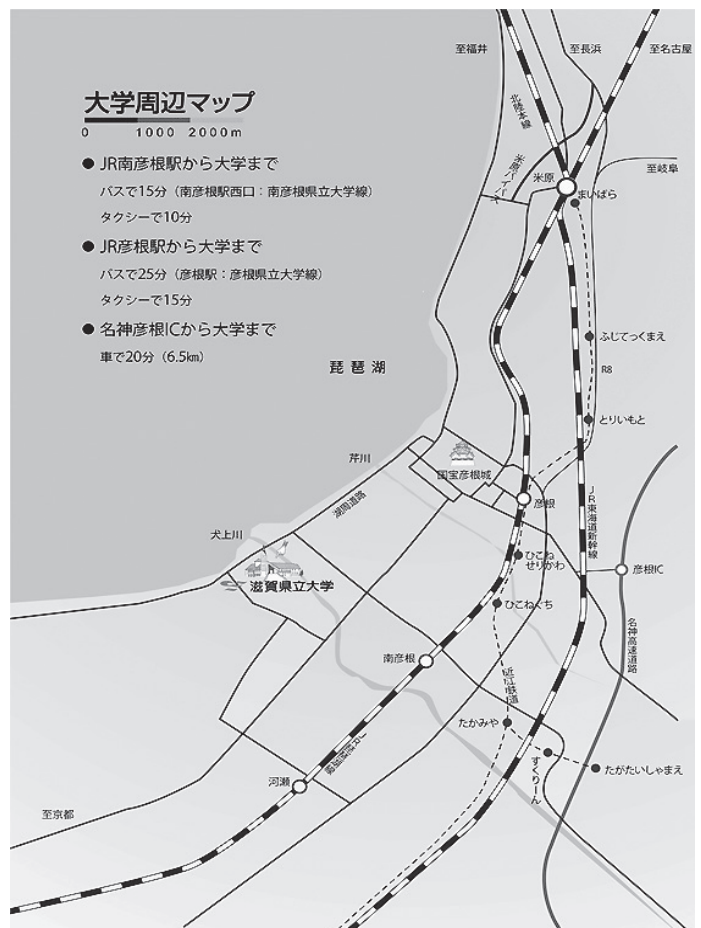 大学周辺マップ
0 1000 2000m
● JR南彦根駅から大学まで
バスで15分（南彦根駅西口：南彦根県立大学線）
タクシーで10分
● JR彦根駅から大学まで
バスで25分（彦根駅：彦根県立大学線）
タクシーで15分
● 名神彦根ICから大学まで
車で20分（6.5km）
至福井
至長浜
至名古屋
北陸本線
米原バイパス
米原
まいばら
至岐阜
ふじてっくまえ
R8
琵琶湖
とりいもと
芹川
国宝彦根城
湖周道路
彦根
JR東海道新幹線
犬上川
ひこね
せりかわ
彦根IC
滋賀県立大学
ひこねぐち
名神高速道路
南彦根
近江鉄道
たかみや
すくりーん
たがたいしゃまえ
JR琵琶湖線
河瀬
至京都